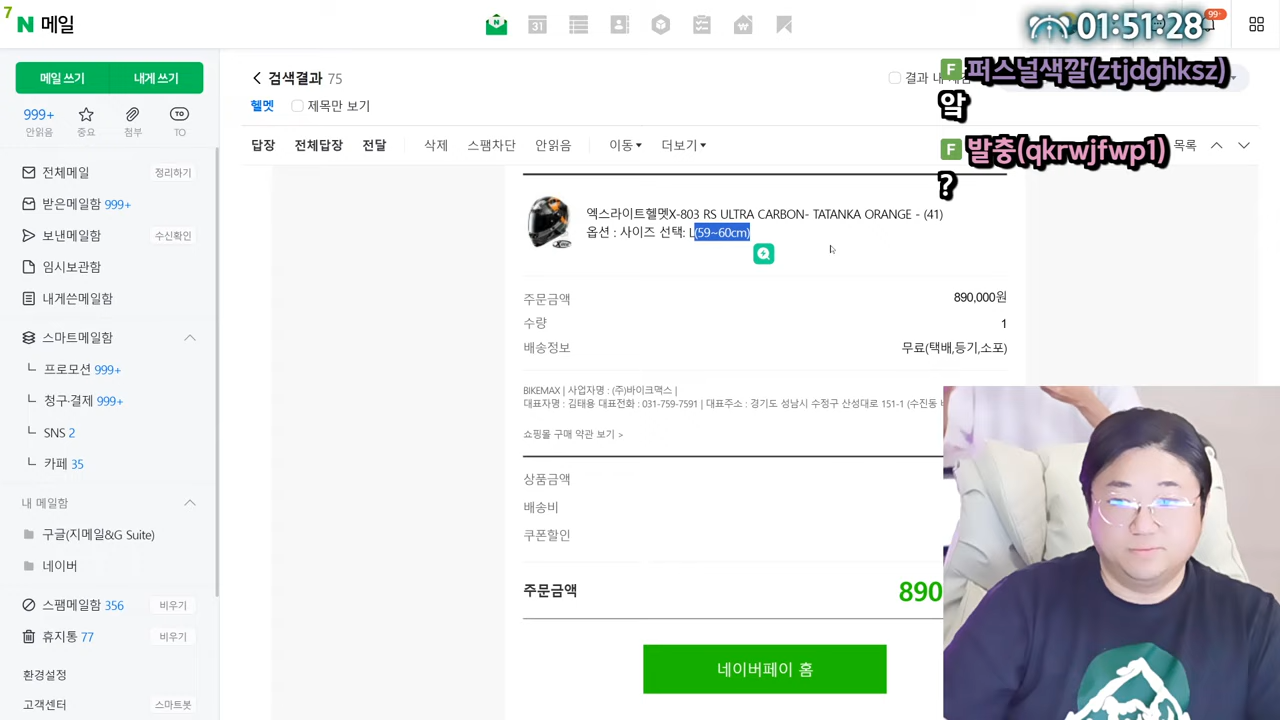 7
N 메일
31
01:51:28
99+
메일 쓰기
내게 쓰기
검색결과 75
결과 내
퍼스널색깔(ztjdghksz)
앜
999+
안읽음
중요
첨부
TO
TO
헬멧
제목만 보기
답장
전체답장
전달
삭제
스팸차단
안읽음
이동
더보기
발충(qkrwjfwp1)
목록
?
전체메일
정리하기
받은메일함 999+
보낸메일함
수신확인
임시보관함
내게쓴메일함
스마트메일함
프로모션 999+
청구·결제 999+
SNS 2
카페 35
내 메일함
구글(지메일&G Suite)
네이버
스팸메일함 356
비우기
휴지통 77
비우기
환경설정
고객센터
스마트봇
엑스라이트헬멧X-803 RS ULTRA CARBON- TATANKA ORANGE - (41)
옵션 : 사이즈 선택: L(59~60cm)
주문금액
890,000원
수량
1
배송정보
무료(택배,등기,소포)
BIKEMAX | 사업자명 : (주)바이크맥스 |
대표자명 : 김태용 대표전화 : 031-759-7591 | 대표주소 : 경기도 성남시 수정구 산성대로 151-1 (수진동
쇼핑몰 구매 약관 보기 >
상품금액
배송비
쿠폰할인
주문금액
890
네이버페이 홈